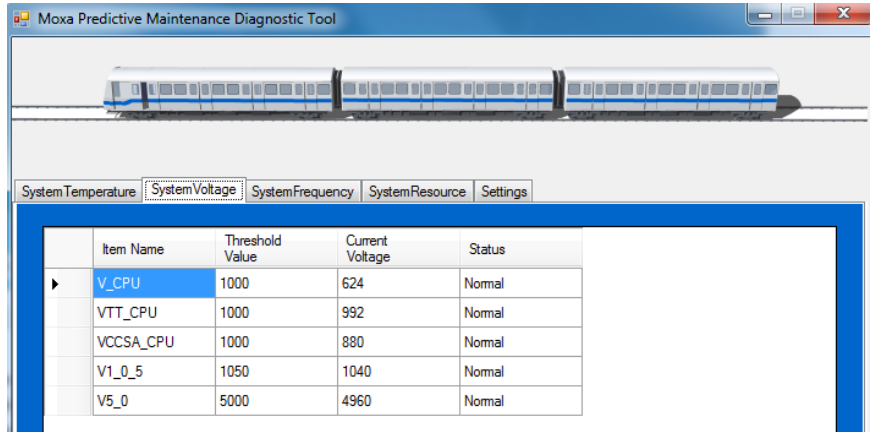 Moxa Predictive Maintenance Diagnostic Tool
SystemTemperature SystemVoltage SystemFrequency SystemResource Settings
Item Name Threshold Value Current Voltage Status
V_CPU 1000 624 Normal
VTT_CPU 1000 992 Normal
VCCSA_CPU 1000 880 Normal
V1_0_5 1050 1040 Normal
V5_0 5000 4960 Normal